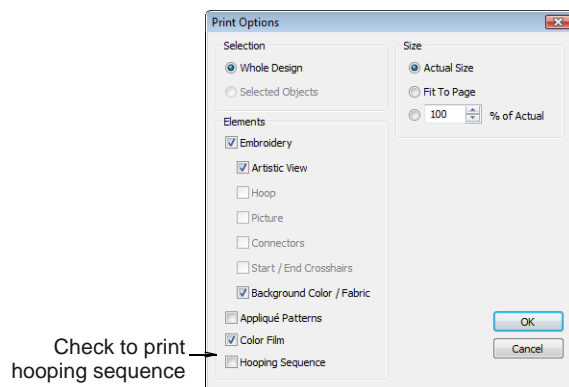 Print Options
Selection
Whole Design
Selected Objects
Size
Actual Size
Fit To Page
100 % of Actual
Elements
Embroidery
Artistic View
Hoop
Picture
Connectors
Start / End Crosshairs
Background Color / Fabric
Appliqué Patterns
Color Film
Hooping Sequence
OK
Cancel
Check to print
hooping sequence